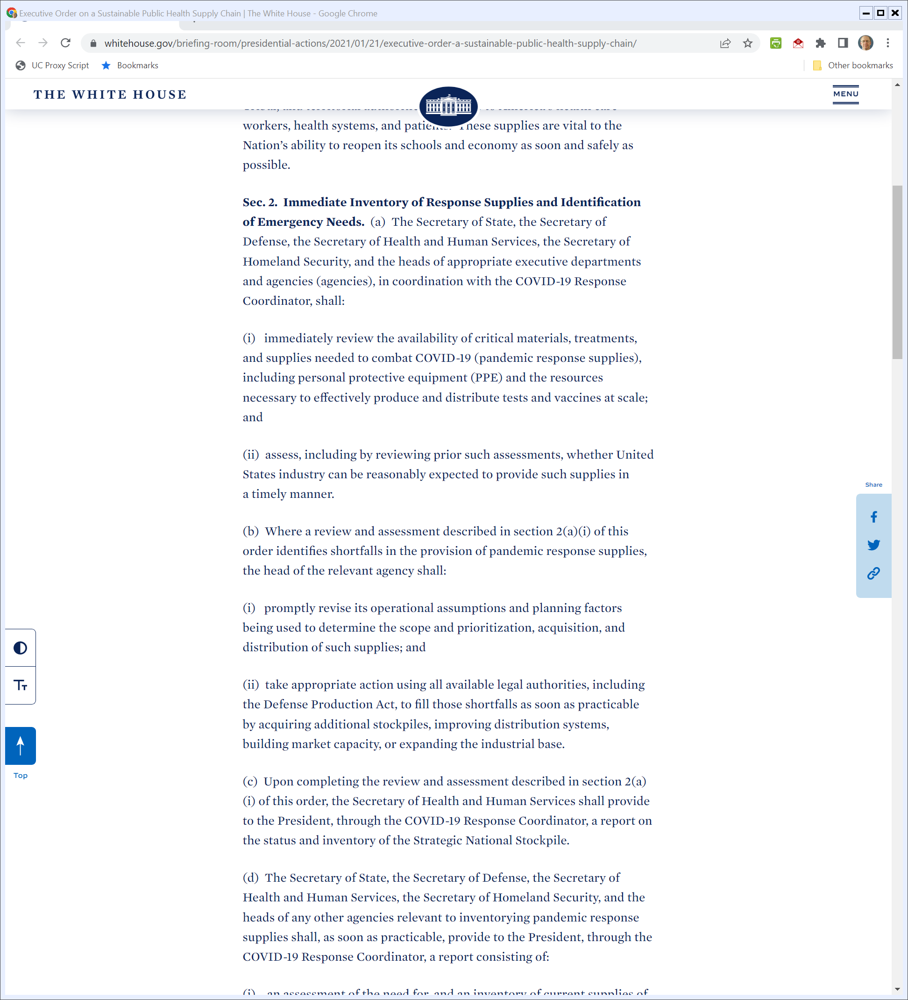 Executive Order on a Sustainable Public Health Supply Chain | The White House - Google Chrome
whitehouse.gov/briefing-room/presidential-actions/2021/01/21/executive-order-a-sustainable-public-health-supply-chain/
UC Proxy Script Bookmarks Other bookmarks
THE WHITE HOUSE MENU
workers, health systems, and These supplies are vital to the
Nation’s ability to reopen its schools and economy as soon and safely as
possible.
Sec. 2.  Immediate Inventory of Response Supplies and Identification
of Emergency Needs.  (a)  The Secretary of State, the Secretary of
Defense, the Secretary of Health and Human Services, the Secretary of
Homeland Security, and the heads of appropriate executive departments
and agencies (agencies), in coordination with the COVID-19 Response
Coordinator, shall:
(i)   immediately review the availability of critical materials, treatments,
and supplies needed to combat COVID-19 (pandemic response supplies),
including personal protective equipment (PPE) and the resources
necessary to effectively produce and distribute tests and vaccines at scale;
and
(ii)  assess, including by reviewing prior such assessments, whether United
States industry can be reasonably expected to provide such supplies in
a timely manner.
Share
(b)  Where a review and assessment described in section 2(a)(i) of this
order identifies shortfalls in the provision of pandemic response supplies,
the head of the relevant agency shall:
(i)   promptly revise its operational assumptions and planning factors
being used to determine the scope and prioritization, acquisition, and
distribution of such supplies; and
(ii)  take appropriate action using all available legal authorities, including
the Defense Production Act, to fill those shortfalls as soon as practicable
by acquiring additional stockpiles, improving distribution systems,
building market capacity, or expanding the industrial base.
Top
(c)  Upon completing the review and assessment described in section 2(a)
(i) of this order, the Secretary of Health and Human Services shall provide
to the President, through the COVID-19 Response Coordinator, a report on
the status and inventory of the Strategic National Stockpile.
(d)  The Secretary of State, the Secretary of Defense, the Secretary of
Health and Human Services, the Secretary of Homeland Security, and the
heads of any other agencies relevant to inventorying pandemic response
supplies shall, as soon as practicable, provide to the President, through the
COVID-19 Response Coordinator, a report consisting of:
(i)   an assessment of the need for, and an inventory of current supplies of